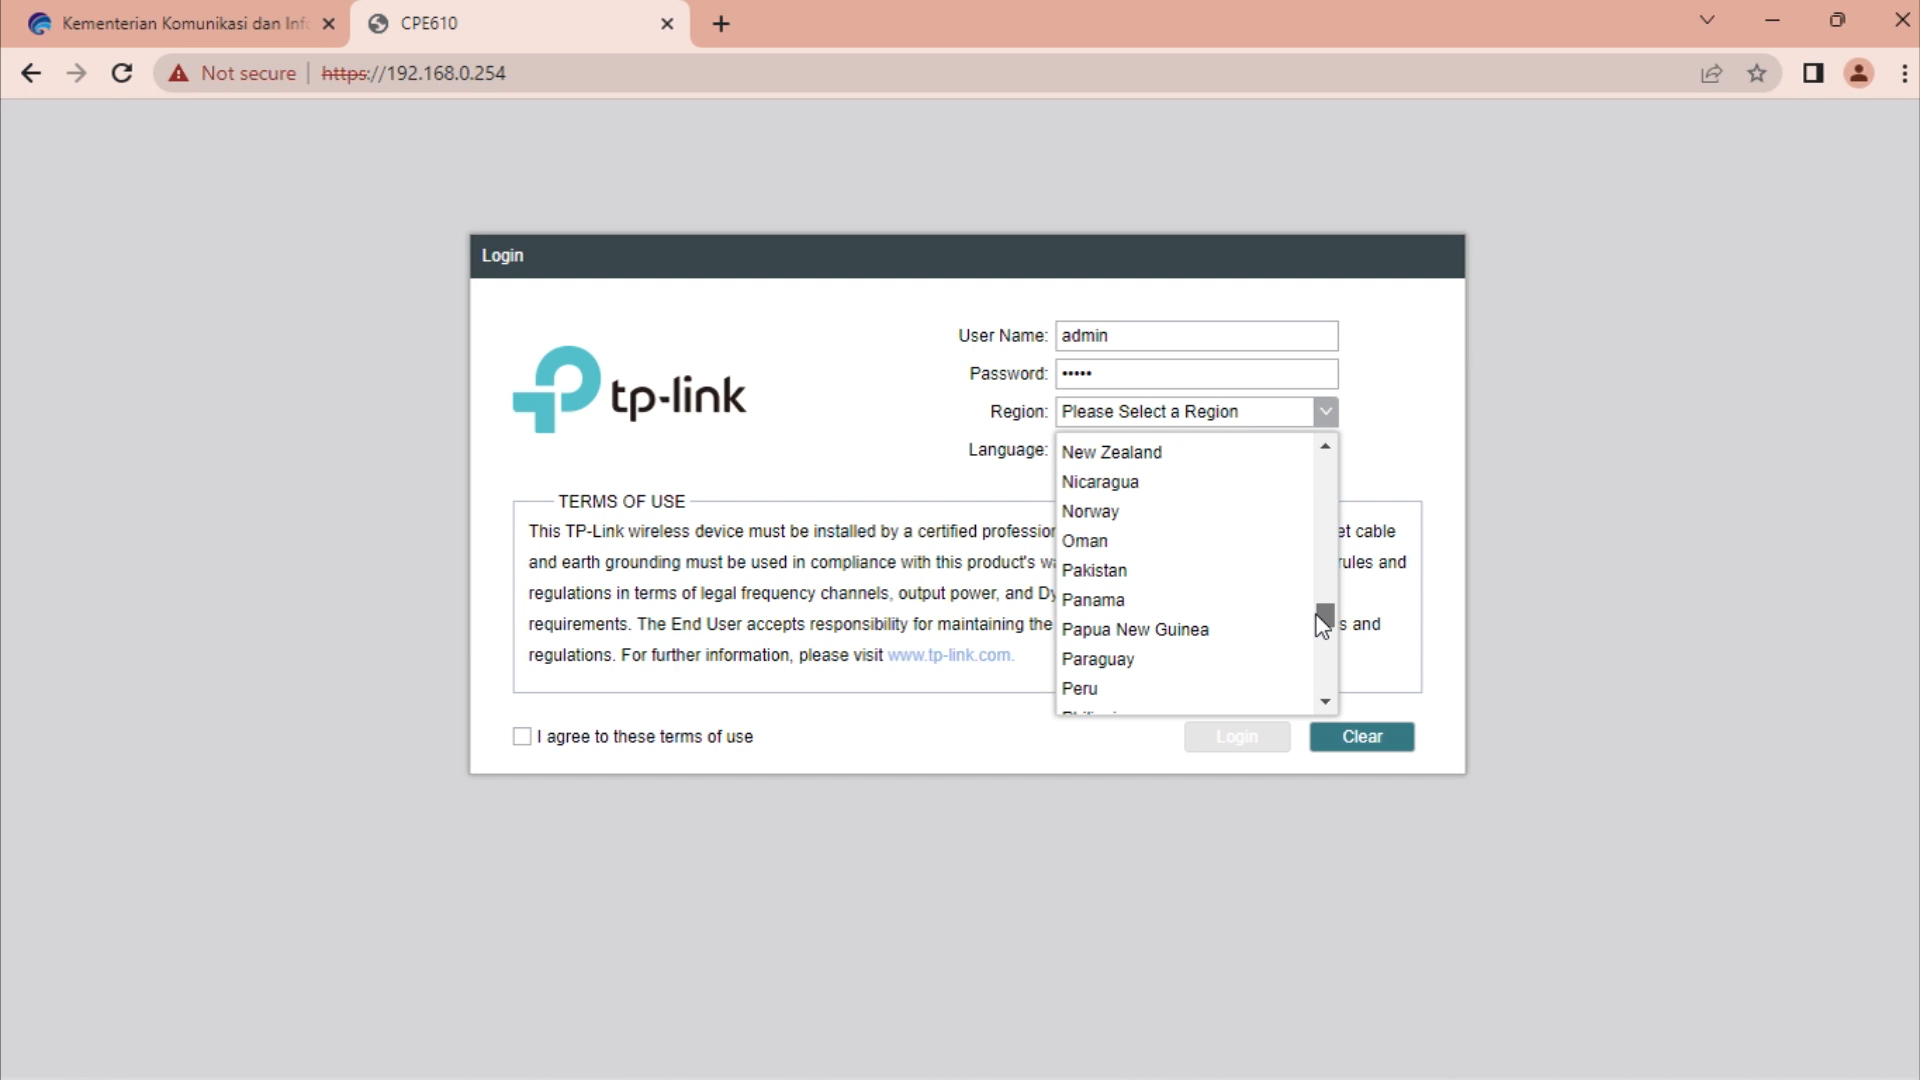 Kementerian Komunikasi dan Inf
CPE610
Not secure
https://192.168.0.254
Login
tp-link
User Name: admin
Password: •••••
Region: Please Select a Region
Language:
New Zealand
Nicaragua
Norway
Oman
Pakistan
Panama
Papua New Guinea
Paraguay
Peru
TERMS OF USE
This TP-Link wireless device must be installed by a certified et cable
and earth grounding must be used in compliance with this product's and
regulations in terms of legal frequency channels, output power, and
requirements. The End User accepts responsibility for maintaining the s and
regulations. For further information, please visit www.tp-link.com.
I agree to these terms of use
Login
Clear